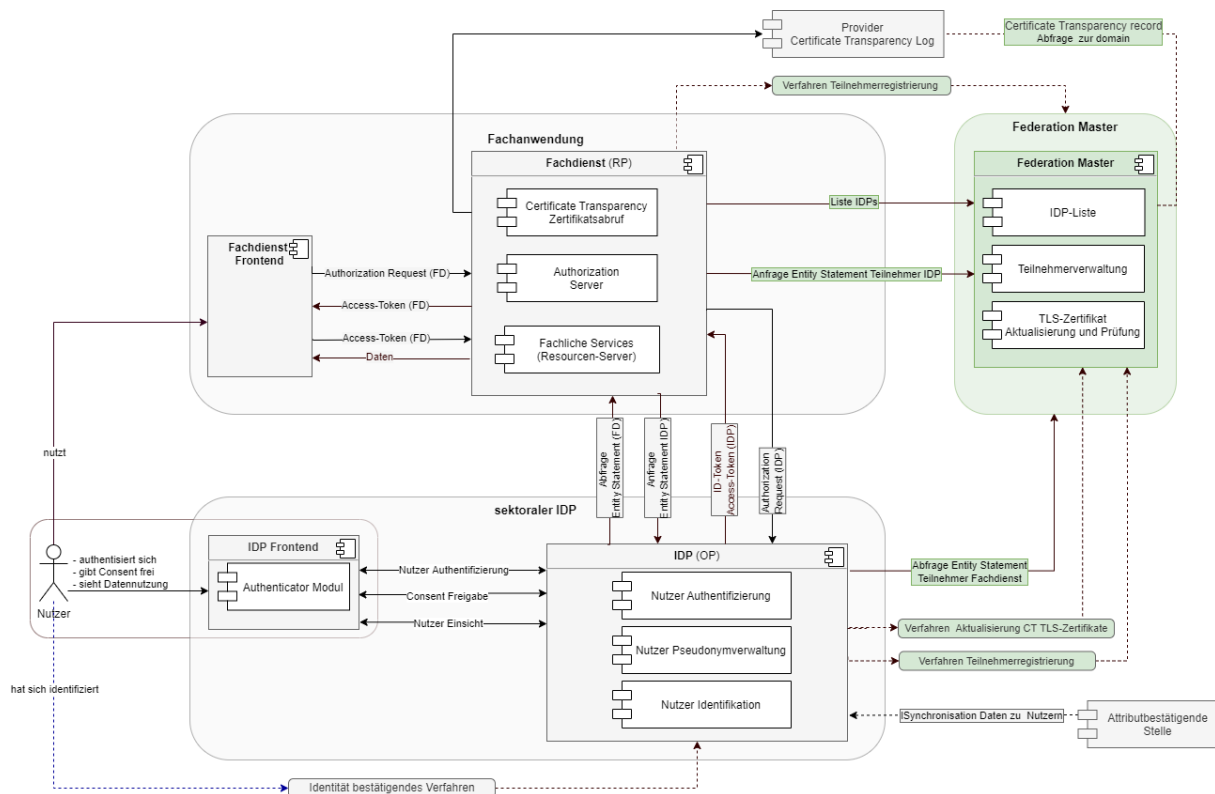 Provider
Certificate Transparency Log
Certificate Transparency record
Abfrage zur domain
Verfahren Teilnehmerregistrierung
Fachanwendung
Federation Master
Fachdienst (RP)
Federation Master
Certificate Transparency
Zertifikatsabruf
Liste IDPs
IDP-Liste
Fachdienst
Frontend
Authorization Request (FD)
Authorization
Server
Anfrage Entity Statement Teilnehmer IDP
Teilnehmerverwaltung
Access-Token (FD)
TLS-Zertifikat
Aktualisierung und Prüfung
Access-Token (FD)
Fachliche Services
(Resourcen-Server)
Daten
nutzt
Abfrage
Entity Statement (FD)
Anfrage
Entity Statement IDP)
ID-Token
Access-Token (IDP)
Authorization
Request (IDP)
sektoraler IDP
IDP Frontend
IDP (OP)
- authentisiert sich
- gibt Consent frei
- sieht Datennutzung
Nutzer
Authenticator Modul
Nutzer Authentifizierung
Consent Freigabe
Nutzer Einsicht
Nutzer Authentifizierung
Abfrage Entity Statement
Teilnehmer Fachdienst
Verfahren Aktualisierung CT TLS-Zertifikate
Nutzer Pseudonymverwaltung
Verfahren Teilnehmerregistrierung
hat sich identifiziert
Nutzer Identifikation
ISynchronisation Daten zu Nutzern
Attributbestätigende
Stelle
Identität bestätigendes Verfahren